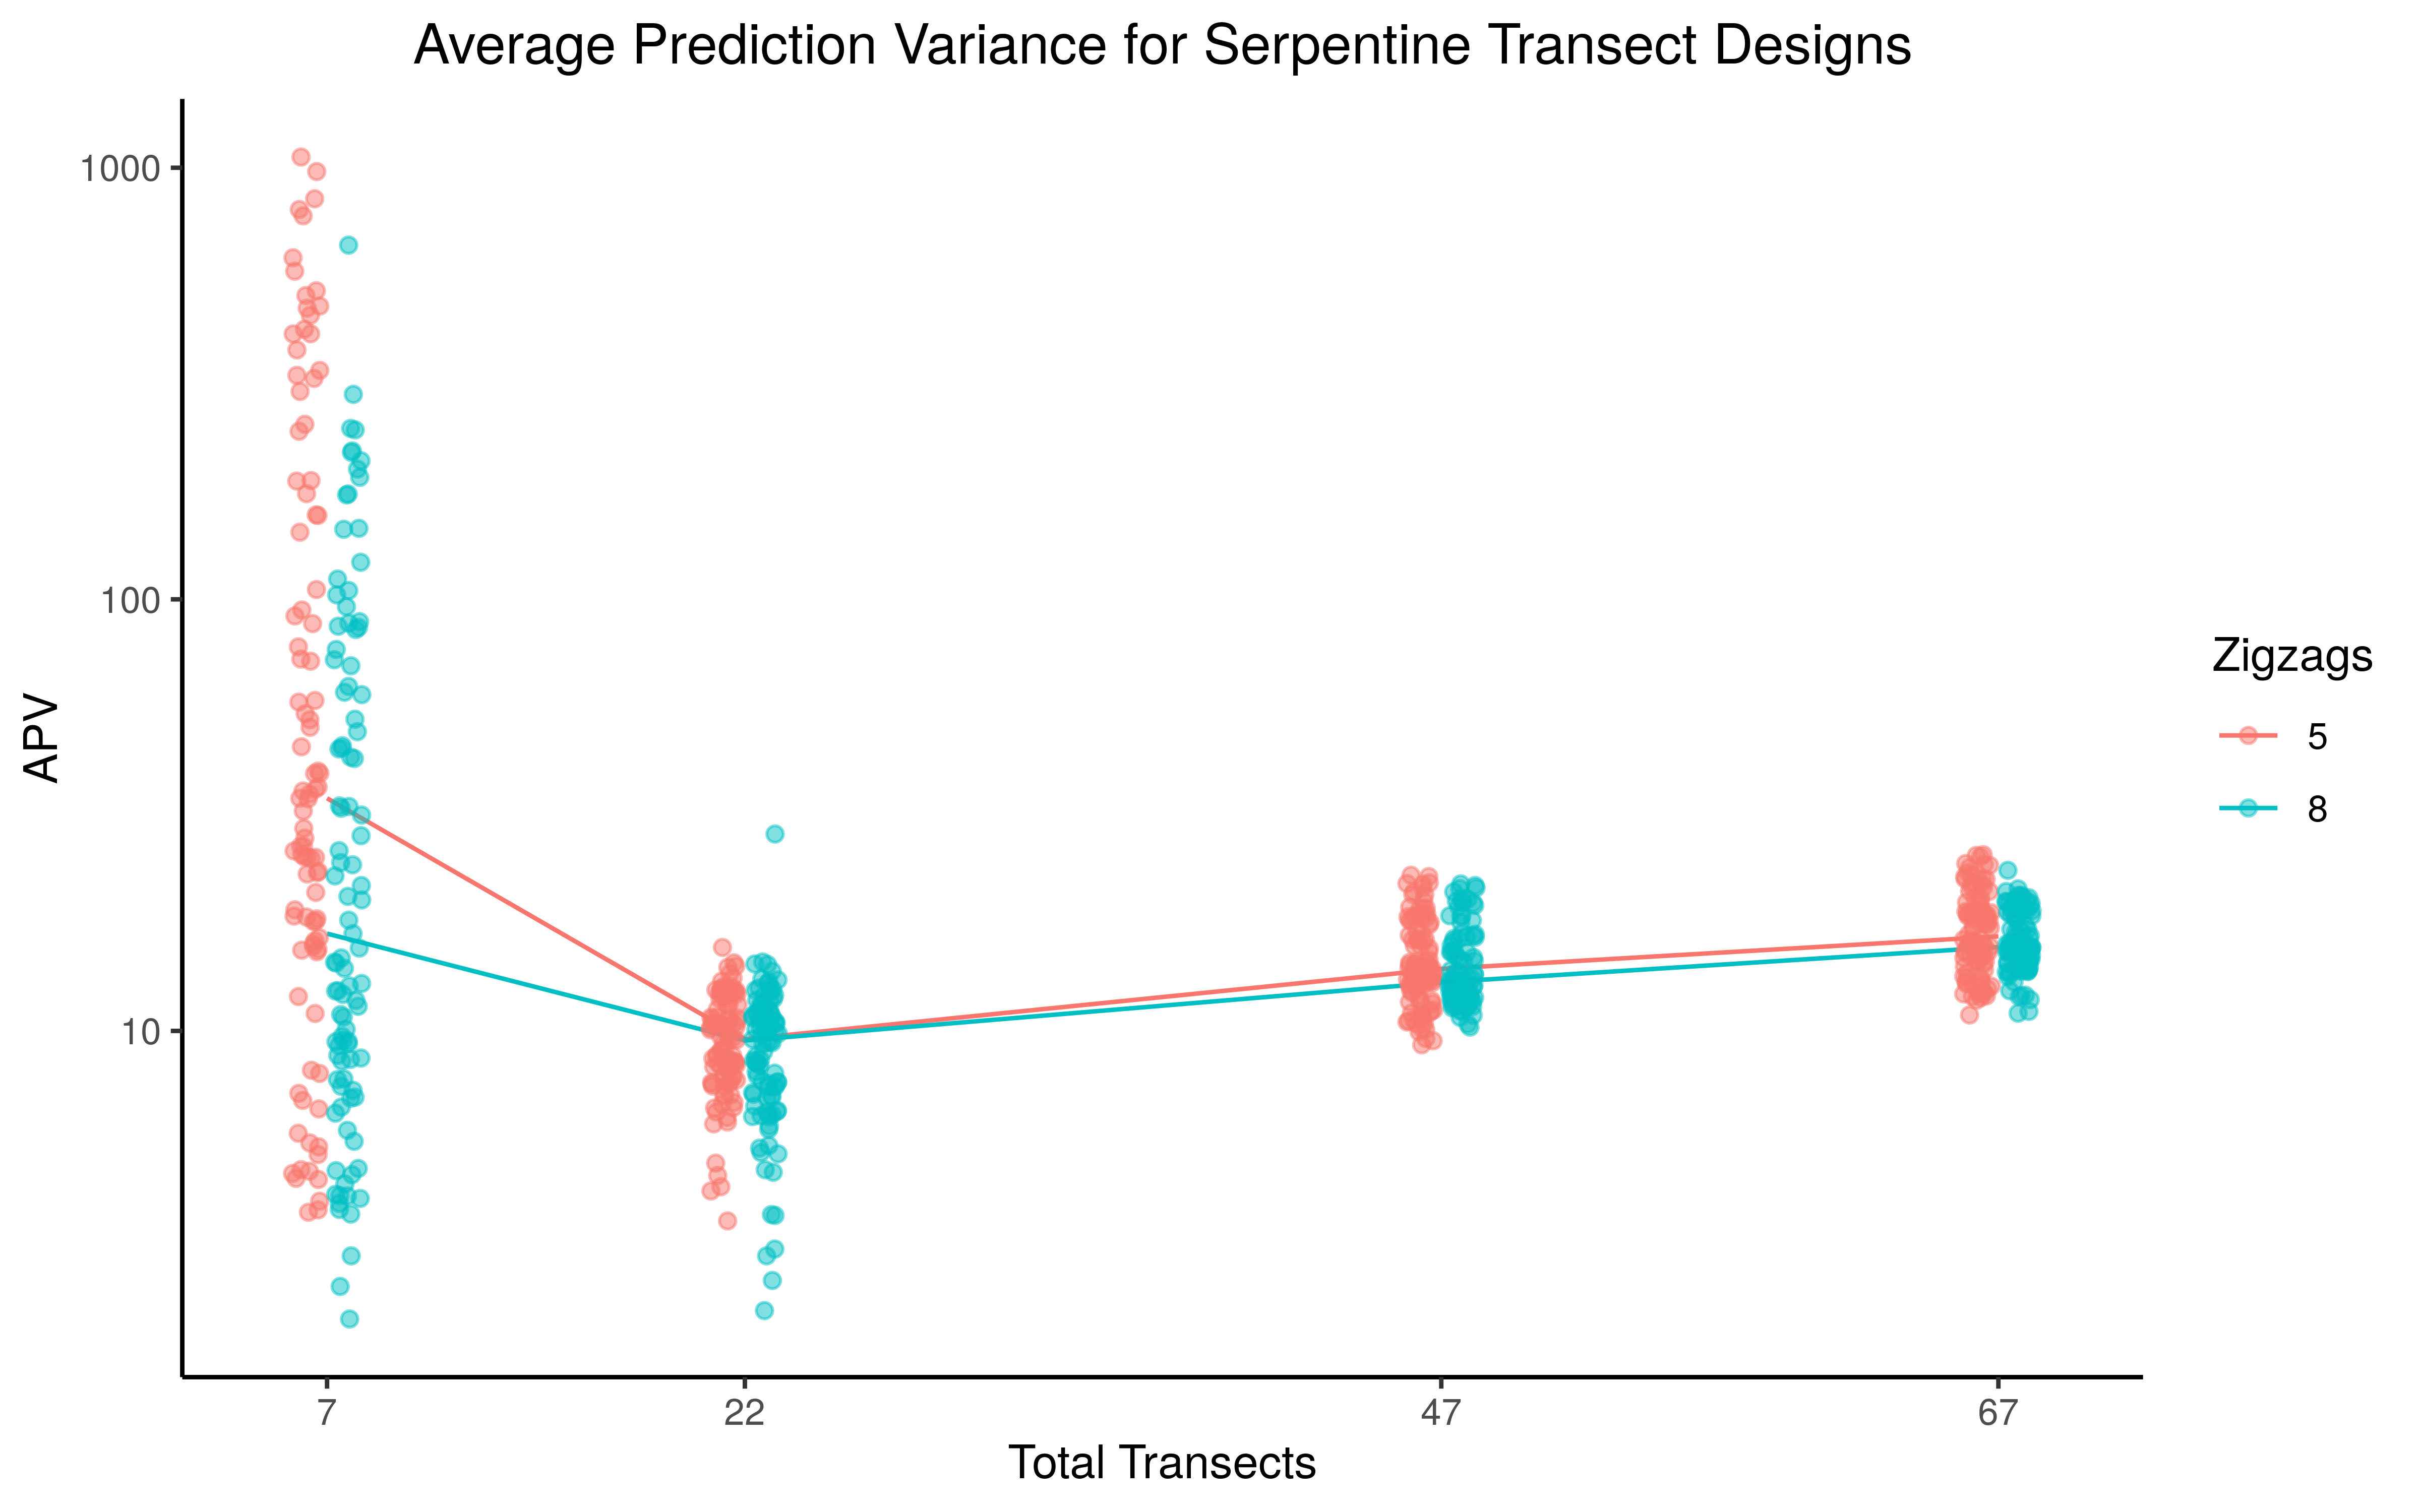 Average Prediction Variance for Serpentine Transect Designs
1000
100
10
APV
7 22 47 67
Total Transects
Zigzags
5
8